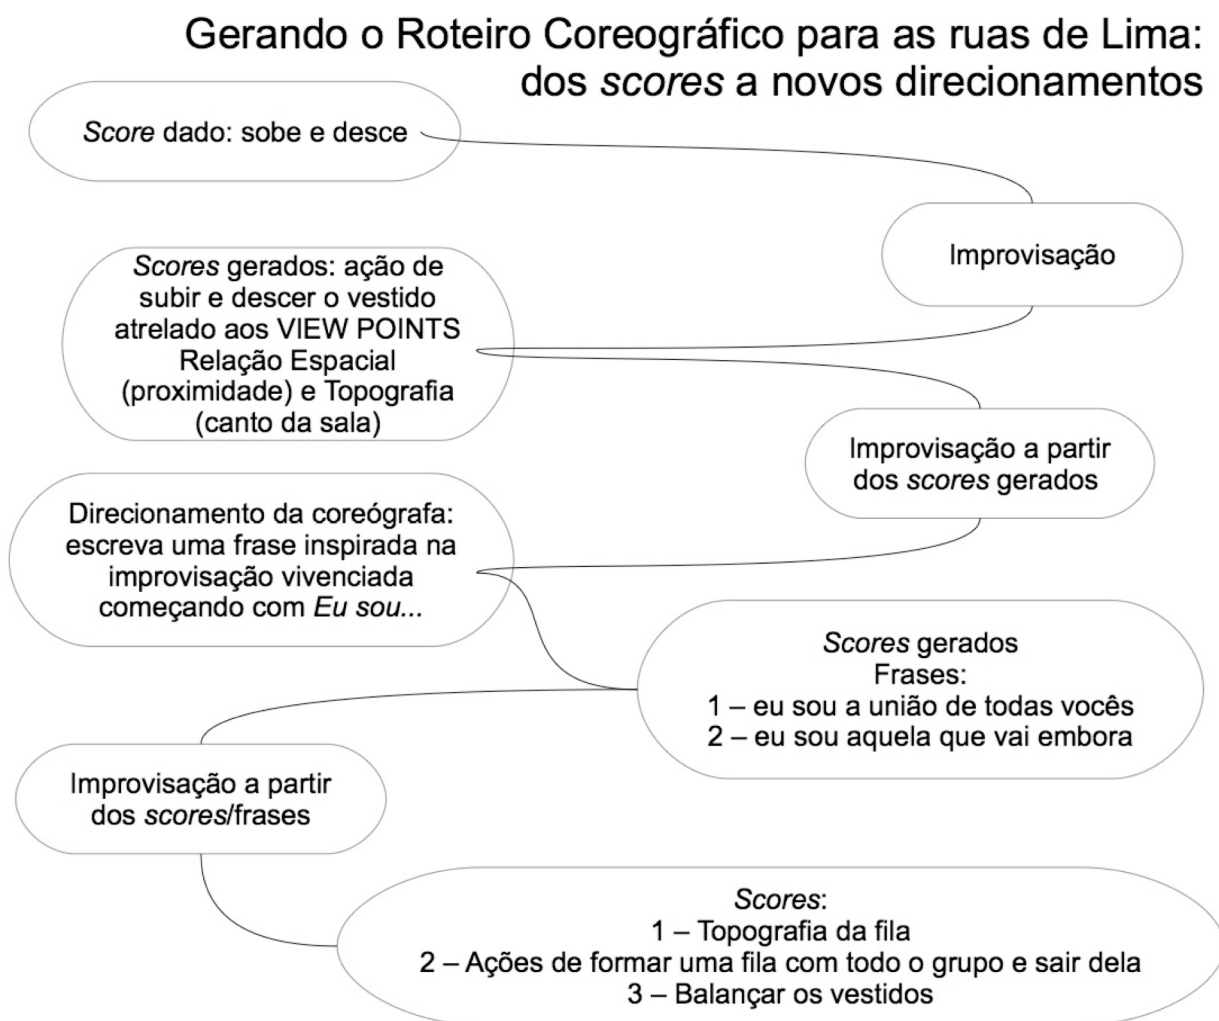 Gerando o Roteiro Coreográfico para as ruas de Lima:
dos scores a novos direcionamentos
Score dado: sobe e desce
Improvisação
Scores gerados: ação de
subir e descer o vestido
atrelado aos VIEW POINTS
Relação Espacial
(proximidade) e Topografia
(canto da sala)
Improvisação a partir
dos scores gerados
Direcionamento da coreógrafa:
escreva uma frase inspirada na
improvisação vivenciada
começando com Eu sou...
Scores gerados
Frases:
1 – eu sou a união de todas vocês
2 – eu sou aquela que vai embora
Improvisação a partir
dos scores/frases
Scores:
1 – Topografia da fila
2 – Ações de formar uma fila com todo o grupo e sair dela
3 – Balançar os vestidos